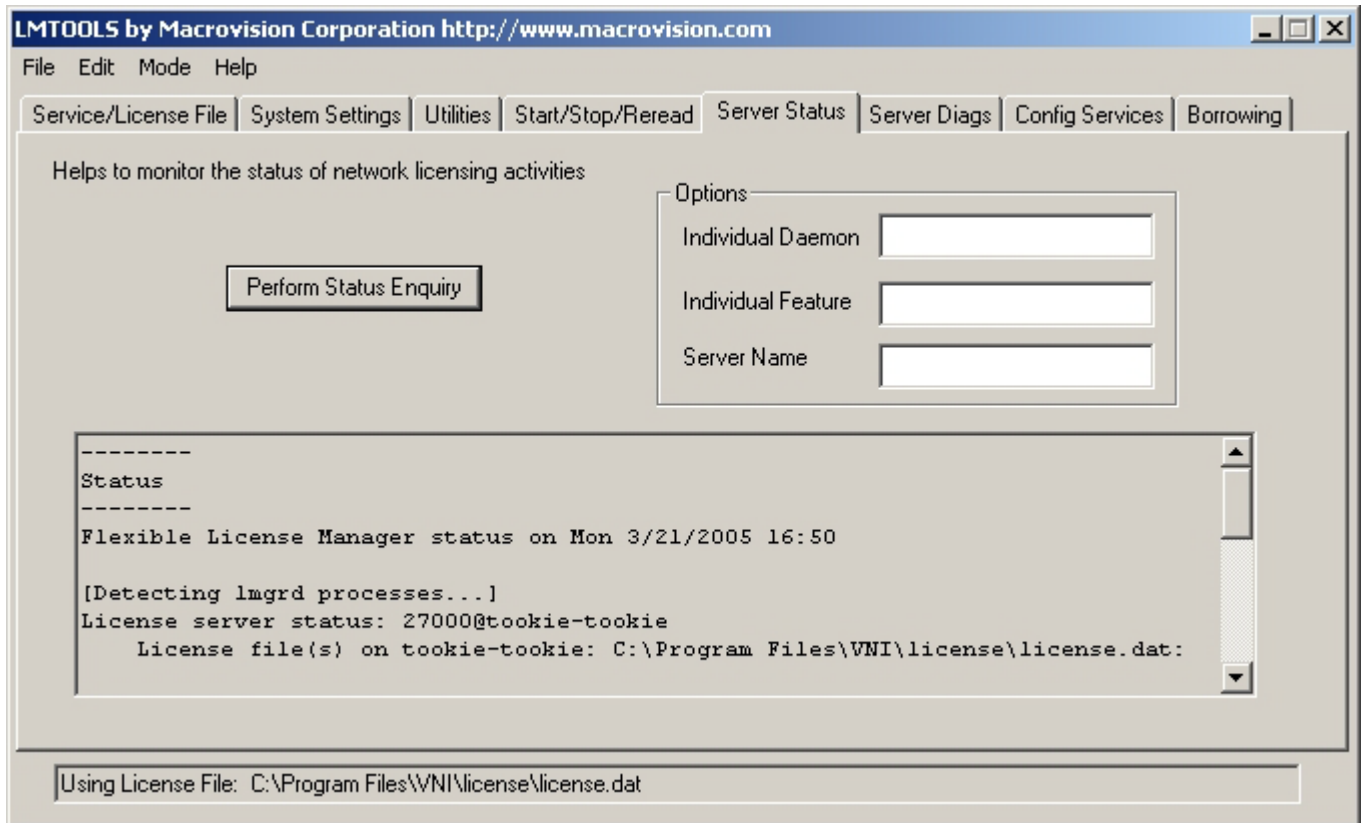 LMTOOLS by Macrovision Corporation http://www.macrovision.com
File Edit Mode Help
Service/License File System Settings Utilities Start/Stop/Reread Server Status Server Diags Config Services Borrowing
Helps to monitor the status of network licensing activities
Options
Individual Daemon
Perform Status Enquiry
Individual Feature
Server Name
--------
Status
--------
Flexible License Manager status on Mon 3/21/2005 16:50
[Detecting lmgrd processes...]
License server status: 27000@tookie-tookie
License file(s) on tookie-tookie: C:\Program Files\VNI\license\license.dat:
Using License File: C:\Program Files\VNI\license\license.dat